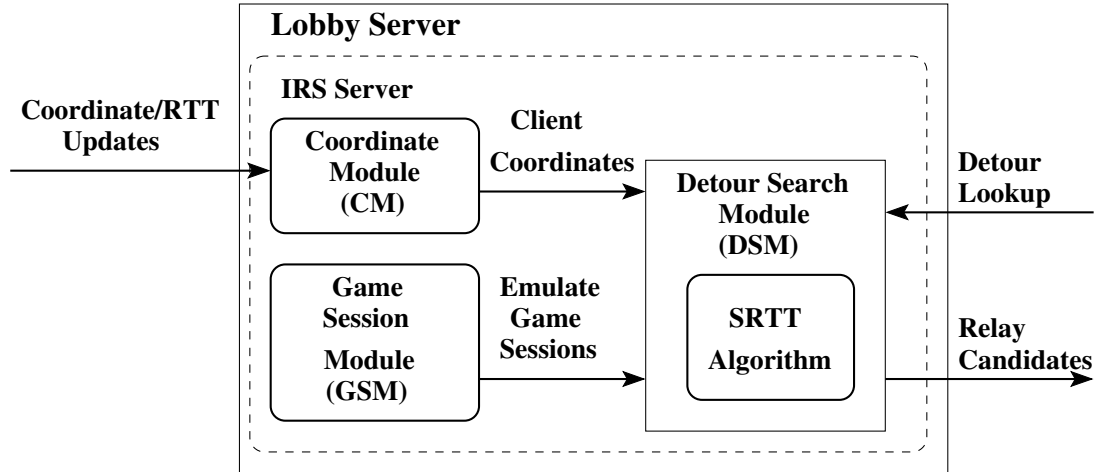 Lobby Server
IRS Server
Coordinate/RTT
Updates
Coordinate
Module
(CM)
Client
Coordinates
Detour Search
Module
(DSM)
Detour
Lookup
Game
Session
Module
(GSM)
Emulate
Game
Sessions
SRTT
Algorithm
Relay
Candidates